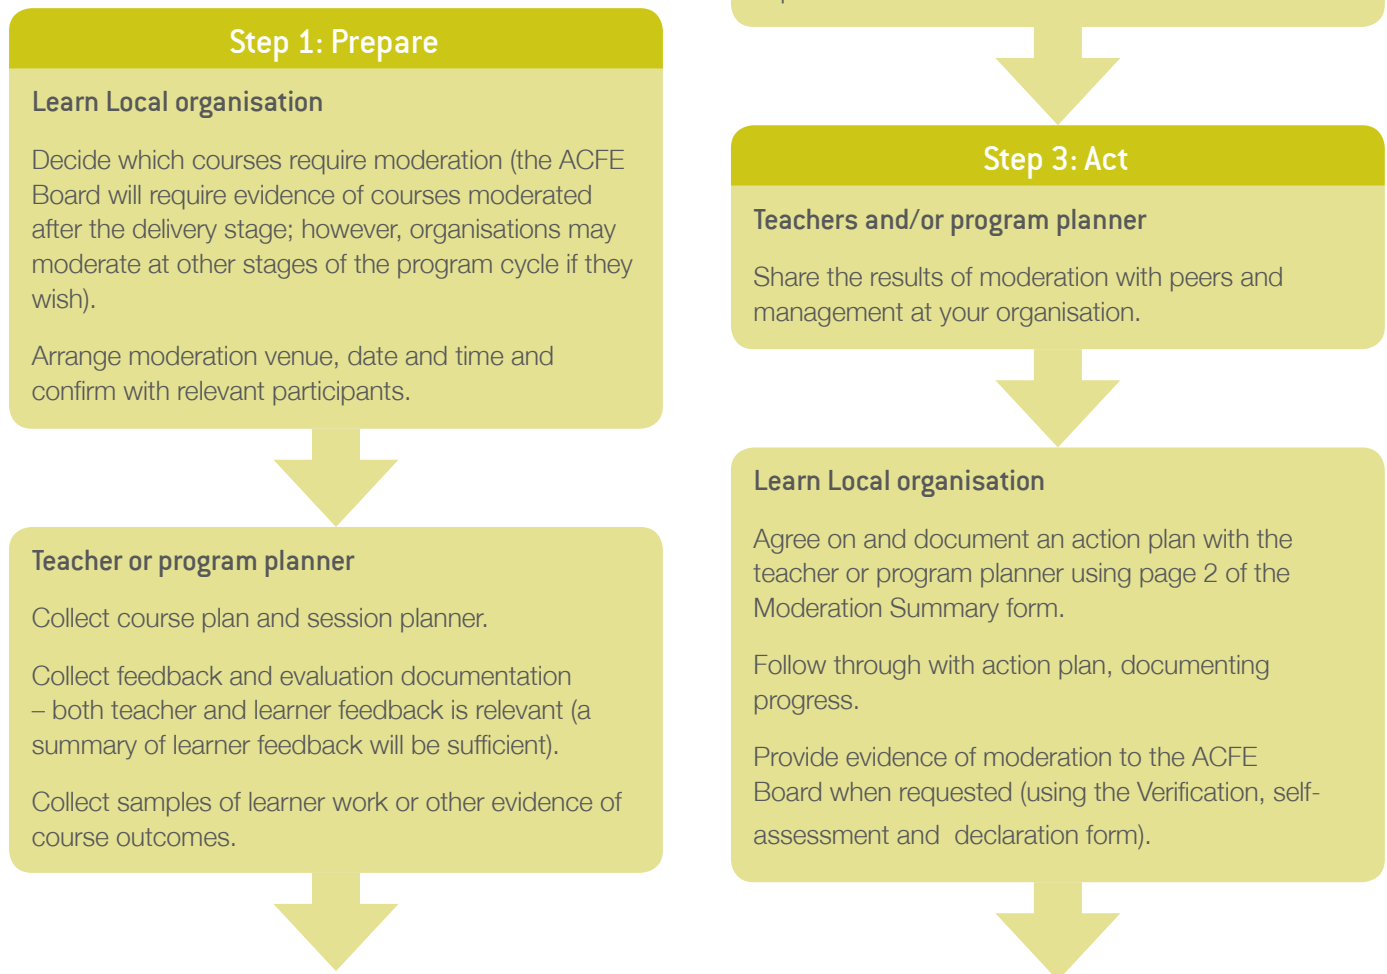 Step 1: Prepare
Learn Local organisation
Decide which courses require moderation (the ACFE
Board will require evidence of courses moderated
after the delivery stage; however, organisations may
moderate at other stages of the program cycle if they
wish).
Arrange moderation venue, date and time and
confirm with relevant participants.
Teacher or program planner
Collect course plan and session planner.
Collect feedback and evaluation documentation
– both teacher and learner feedback is relevant (a
summary of learner feedback will be sufficient).
Collect samples of learner work or other evidence of
course outcomes.
Step 3: Act
Teachers and/or program planner
Share the results of moderation with peers and
management at your organisation.
Learn Local organisation
Agree on and document an action plan with the
teacher or program planner using page 2 of the
Moderation Summary form.
Follow through with action plan, documenting
progress.
Provide evidence of moderation to the ACFE
Board when requested (using the Verification, self-
assessment and  declaration form).